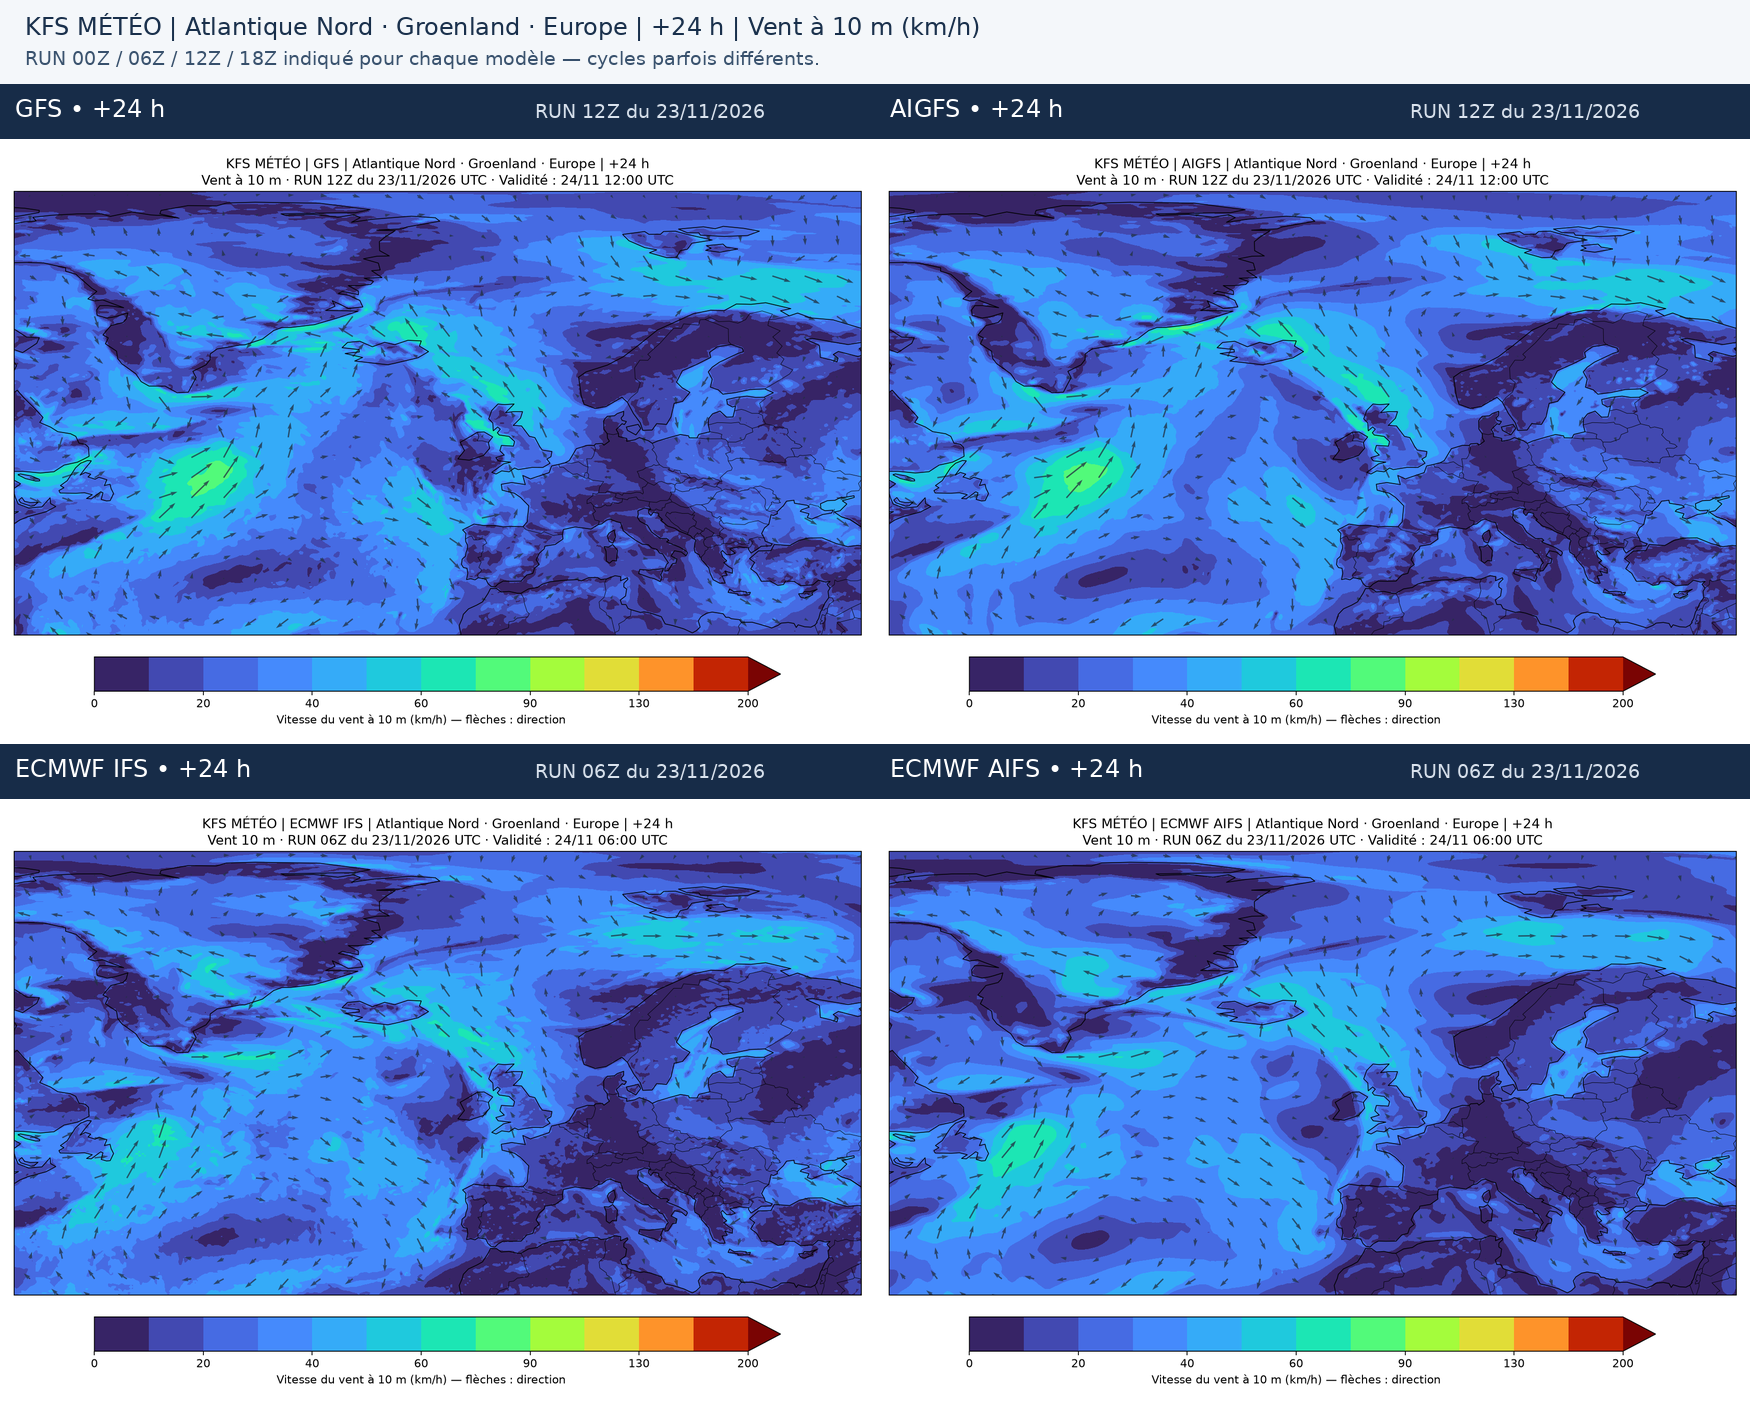 KFS MÉTÉO | Atlantique Nord · Groenland · Europe | +24 h | Vent à 10 m (km/h)
RUN 00Z / 06Z / 12Z / 18Z indiqué pour chaque modèle — cycles parfois différents.
GFS • +24 h
RUN 12Z du 23/11/2026
KFS MÉTÉO | GFS | Atlantique Nord · Groenland · Europe | +24 h
Vent à 10 m · RUN 12Z du 23/11/2026 UTC · Validité : 24/11 12:00 UTC
0 20 40 60 90 130 200
Vitesse du vent à 10 m (km/h) — flèches : direction
AIGFS • +24 h
RUN 12Z du 23/11/2026
KFS MÉTÉO | AIGFS | Atlantique Nord · Groenland · Europe | +24 h
Vent à 10 m · RUN 12Z du 23/11/2026 UTC · Validité : 24/11 12:00 UTC
0 20 40 60 90 130 200
Vitesse du vent à 10 m (km/h) — flèches : direction
ECMWF IFS • +24 h
RUN 06Z du 23/11/2026
KFS MÉTÉO | ECMWF IFS | Atlantique Nord · Groenland · Europe | +24 h
Vent 10 m · RUN 06Z du 23/11/2026 UTC · Validité : 24/11 06:00 UTC
0 20 40 60 90 130 200
Vitesse du vent à 10 m (km/h) — flèches : direction
ECMWF AIFS • +24 h
RUN 06Z du 23/11/2026
KFS MÉTÉO | ECMWF AIFS | Atlantique Nord · Groenland · Europe | +24 h
Vent 10 m · RUN 06Z du 23/11/2026 UTC · Validité : 24/11 06:00 UTC
0 20 40 60 90 130 200
Vitesse du vent à 10 m (km/h) — flèches : direction